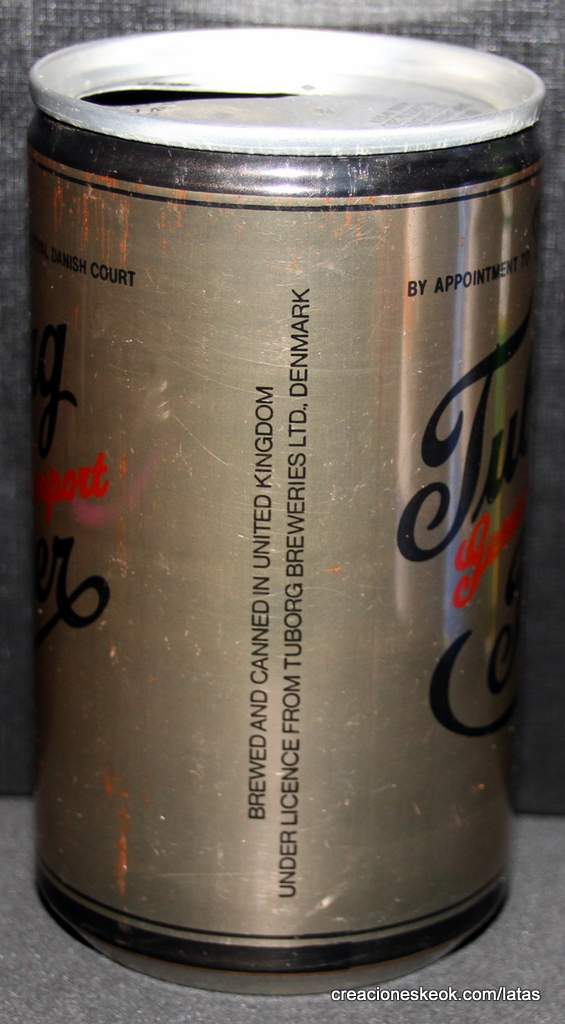 DANISH COURT
BY APPOINTMENT TO
BREWED AND CANNED IN UNITED KINGDOM
UNDER LICENCE FROM TUBORG BREWERIES LTD., DENMARK
creacioneskeok.com/latas